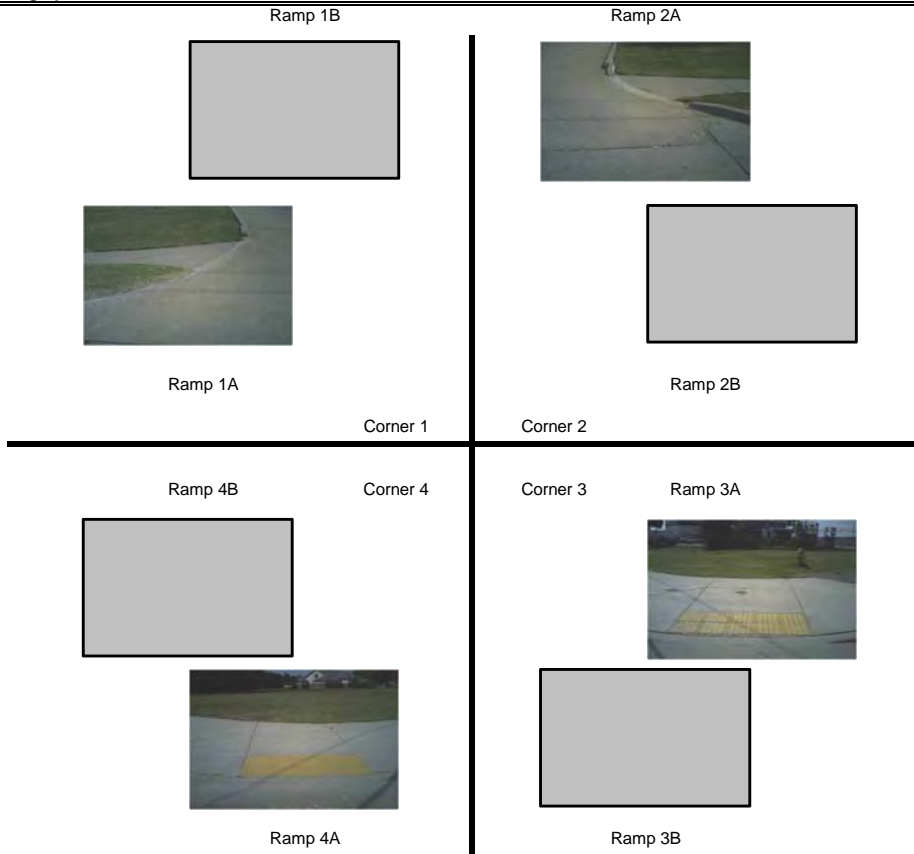 Ramp 1B
Ramp 2A
Ramp 1A
Ramp 2B
Corner 1
Corner 2
Ramp 4B
Corner 4
Corner 3
Ramp 3A
Ramp 4A
Ramp 3B